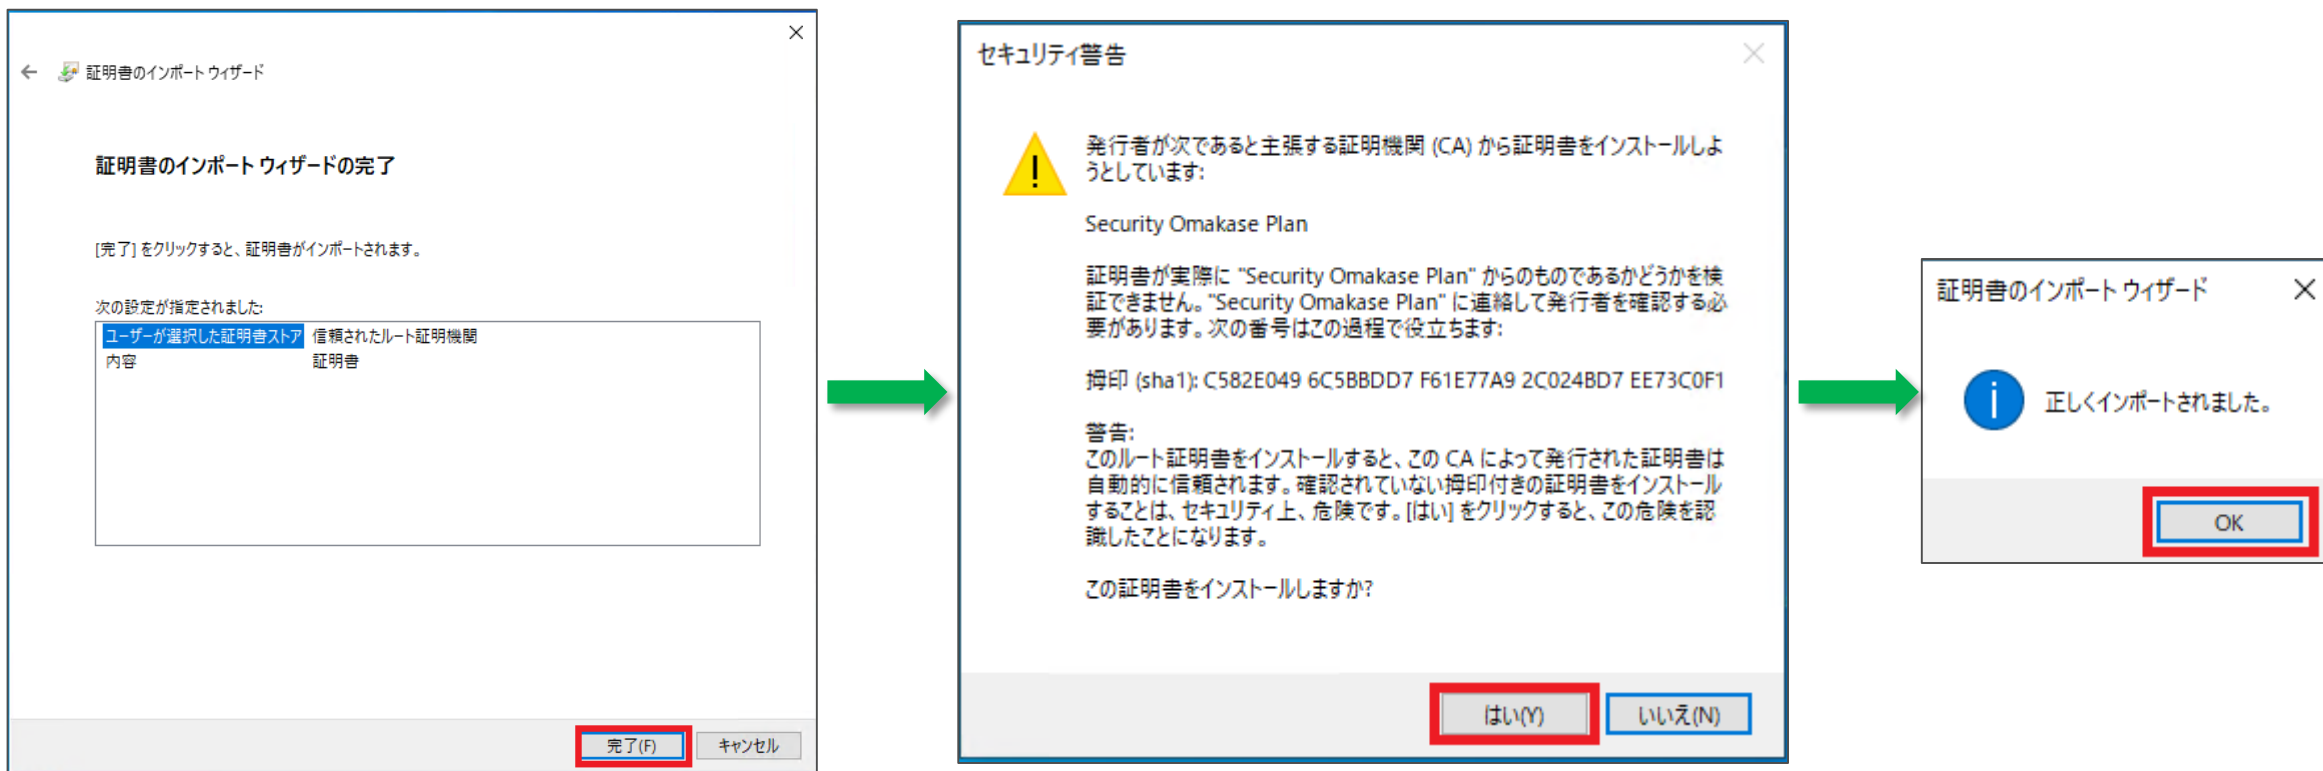 証明書のインポート ウィザード
証明書のインポート ウィザードの完了
[完了] をクリックすると、証明書がインポートされます。
次の設定が指定されました:
ユーザーが選択した証明書ストア 信頼されたルート証明機関
内容 証明書
完了(F) キャンセル
セキュリティ警告
発行者が次であると主張する証明機関 (CA) から証明書をインストールしよ
うとしています:
Security Omakase Plan
証明書が実際に "Security Omakase Plan" からのものであるかどうかを検
証できません。"Security Omakase Plan" に連絡して発行者を確認する必
要があります。次の番号はこの過程で役立ちます:
拇印 (sha1): C582E049 6C5BBDD7 F61E77A9 2C024BD7 EE73C0F1
警告:
このルート証明書をインストールすると、この CA によって発行された証明書は
自動的に信頼されます。確認されていない拇印付きの証明書をインストール
することは、セキュリティ上、危険です。[はい] をクリックすると、この危険を認
識したことになります。
この証明書をインストールしますか?
はい(Y) いいえ(N)
証明書のインポート ウィザード
正しくインポートされました。
OK